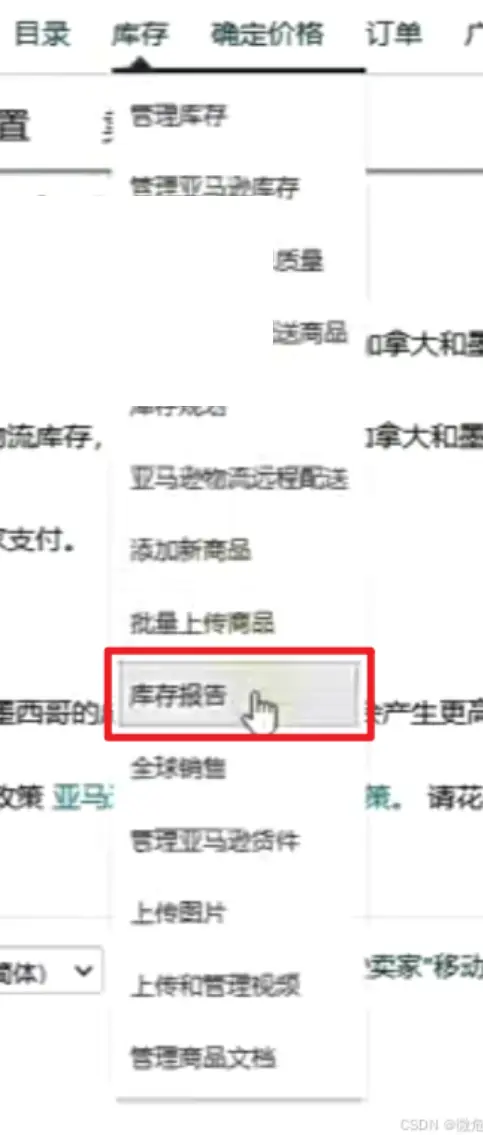 目录 库存 确定价格 订单
置
管理库存
管理亚马逊库存
质量
送商品
加拿大和墨
库存规划
物流库存,
加拿大和墨
亚马逊物流远程配送
家支付。
添加新商品
批量上传商品
库存报告
墨西哥的
会产生更高
全球销售
政策 亚马
策。 请花
管理亚马逊货件
上传图片
简体)
卖家"移动
上传和管理视频
管理商品文档
CSDN @微